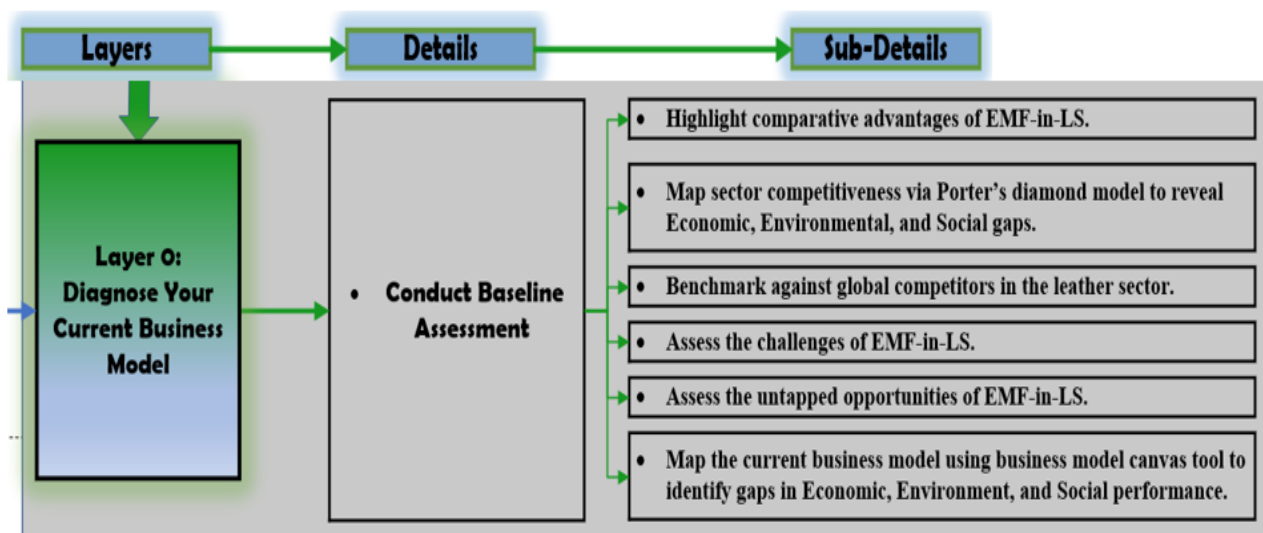 Layers
Details
Sub-Details
Layer 0:
Diagnose Your
Current Business
Model
• Conduct Baseline
Assessment
• Highlight comparative advantages of EMF-in-LS.
• Map sector competitiveness via Porter's diamond model to reveal
Economic, Environmental, and Social gaps.
• Benchmark against global competitors in the leather sector.
• Assess the challenges of EMF-in-LS.
• Assess the untapped opportunities of EMF-in-LS.
• Map the current business model using business model canvas tool to
identify gaps in Economic, Environment, and Social performance.